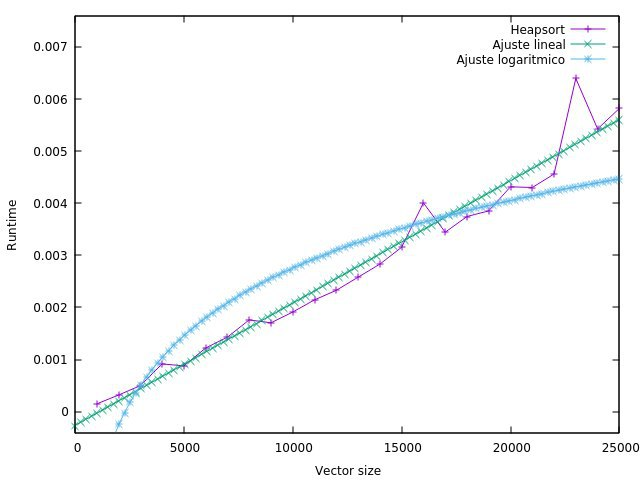 Heapsort
Ajuste lineal
Ajuste logaritmico
0.007
0.006
0.005
0.004
0.003
0.002
0.001
0
Runtime
0 5000 10000 15000 20000 25000
Vector size